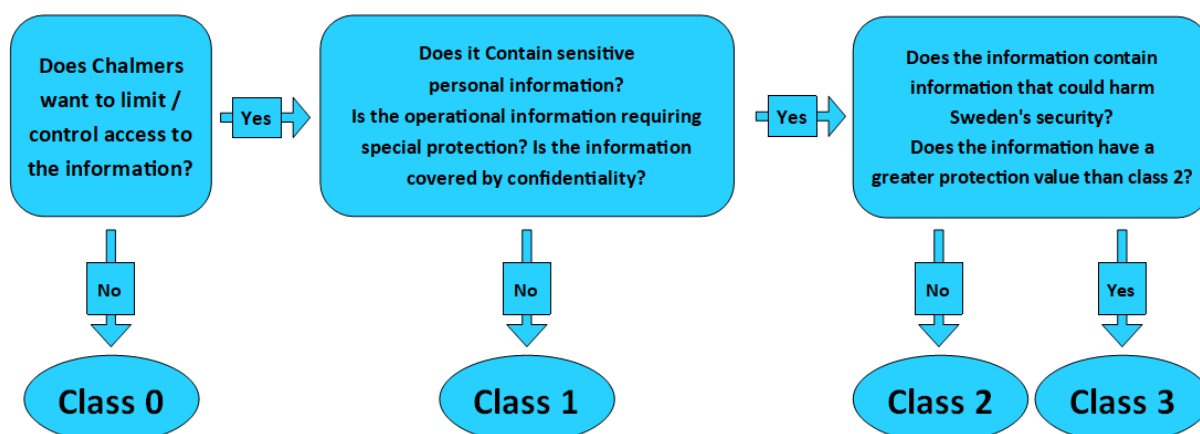 Does Chalmers
want to limit /
control access to
the information?
Yes
Does it Contain sensitive
personal information?
Is the operational information requiring
special protection? Is the information
covered by confidentiality?
Yes
Does the information contain
information that could harm
Sweden's security?
Does the information have a
greater protection value than class 2?
No
No
No
Yes
Class 0
Class 1
Class 2
Class 3